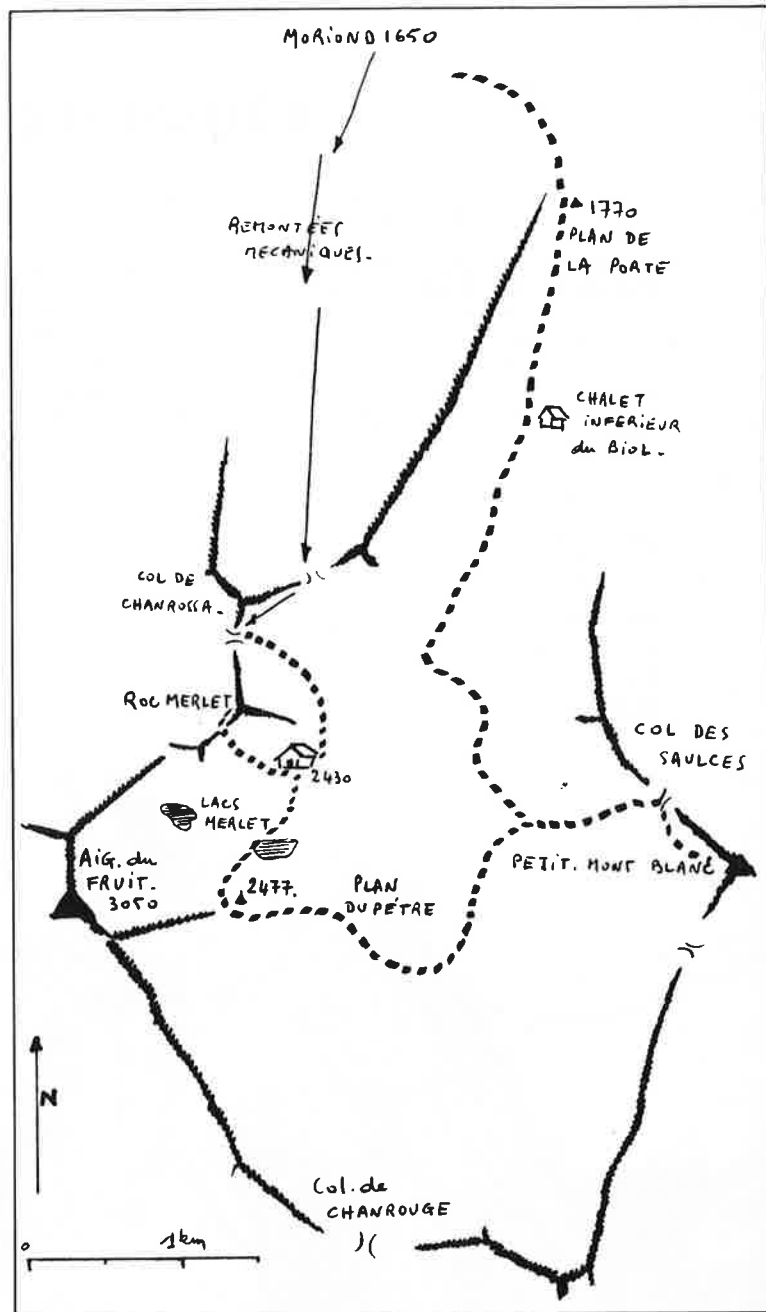 MORIOND 1650
1770
PLAN DE
LA PORTE
REMONTÉES
MECANIQUES.
CHALET
INFERIEUR
du BIOL.
COL DE
CHANROSSA.
ROC MERLET
COL DES
SAULCES
2430
LACS
MERLET
PETIT. MONT BLANC
AIG. du
FRUIT.
3050
2477.
PLAN
DU PÉTRE
N
Col. de
CHANROUGE
0
1km